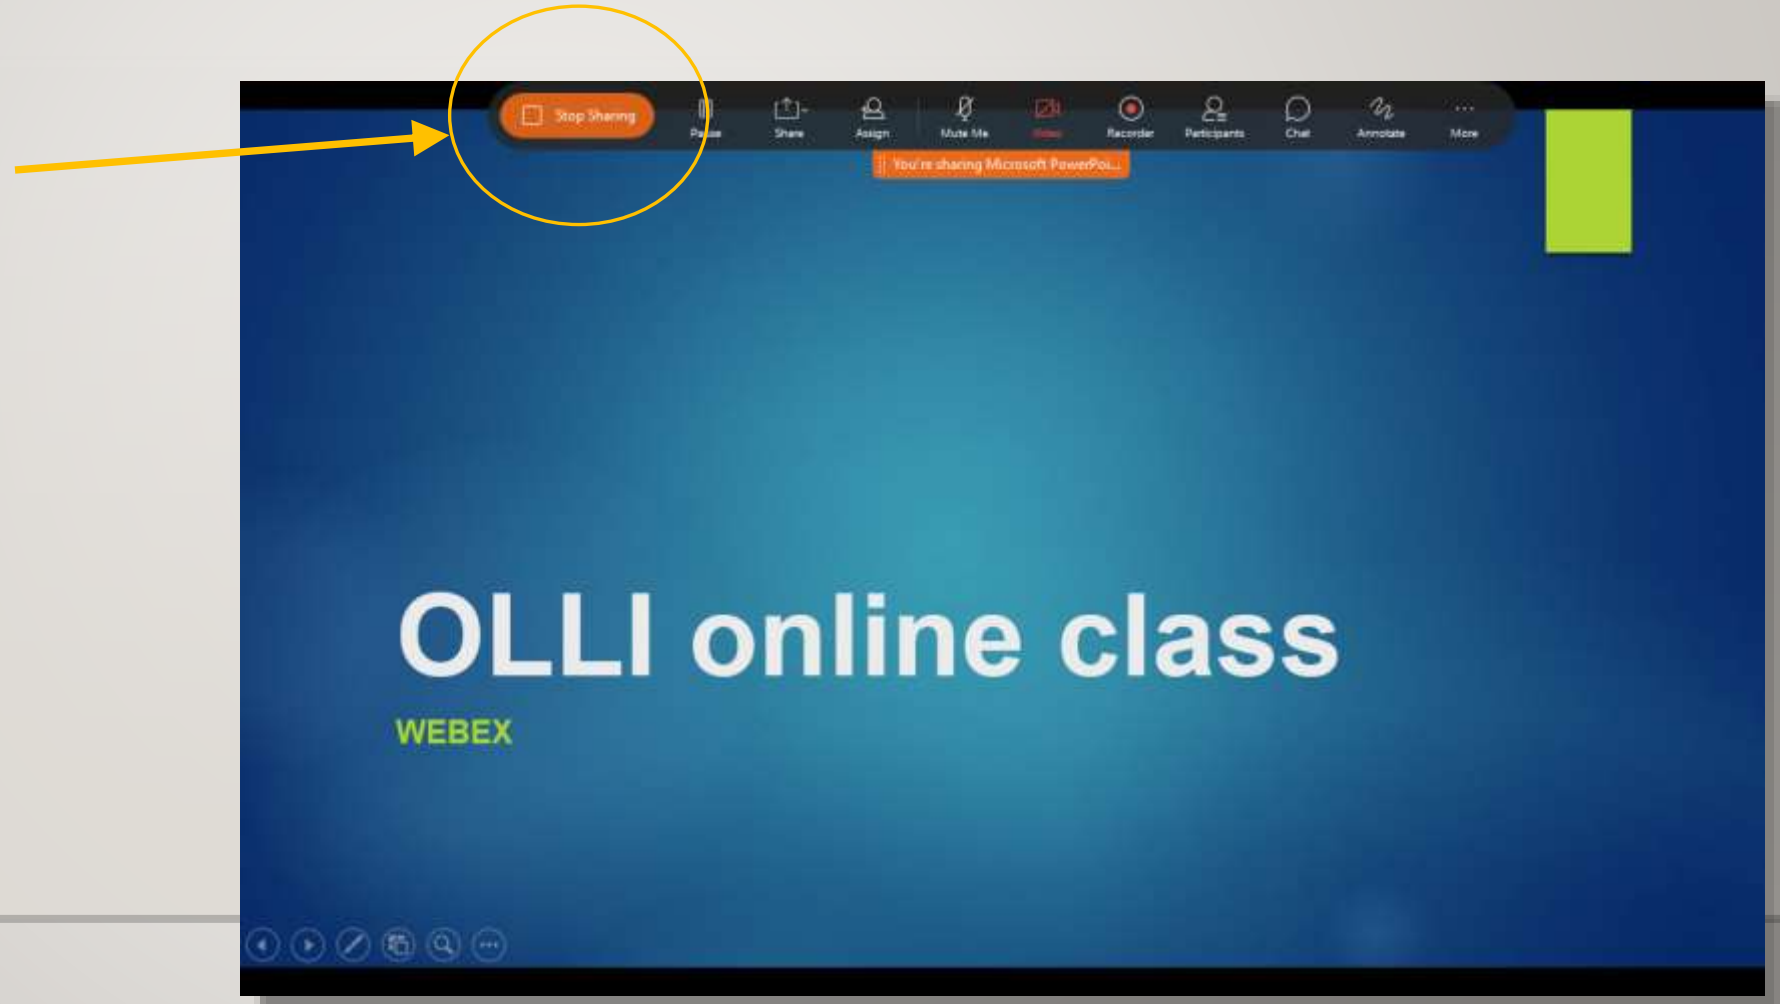 Stop Sharing
Pause
Share
Assign
Mute Me
Video
Recorder
Participants
Chat
Annotate
More
You're sharing Microsoft PowerPoi...
OLLI online class
WEBEX